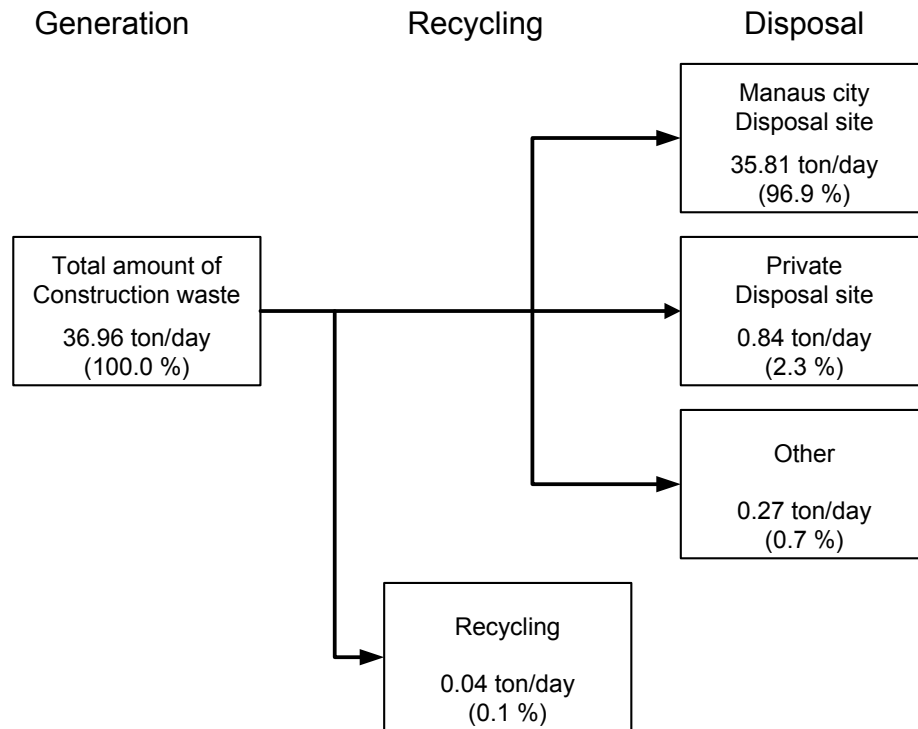 Generation
Recycling
Disposal
Manaus city
Disposal site
35.81 ton/day
(96.9 %)
Total amount of
Construction waste
36.96 ton/day
(100.0 %)
Private
Disposal site
0.84 ton/day
(2.3 %)
Other
0.27 ton/day
(0.7 %)
Recycling
0.04 ton/day
(0.1 %)